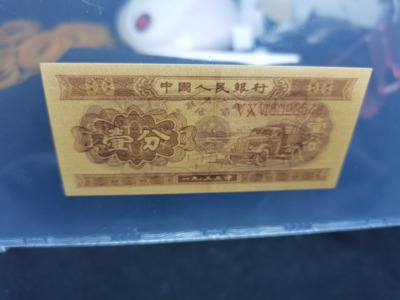 中國人民銀行
壹分
一九五三年